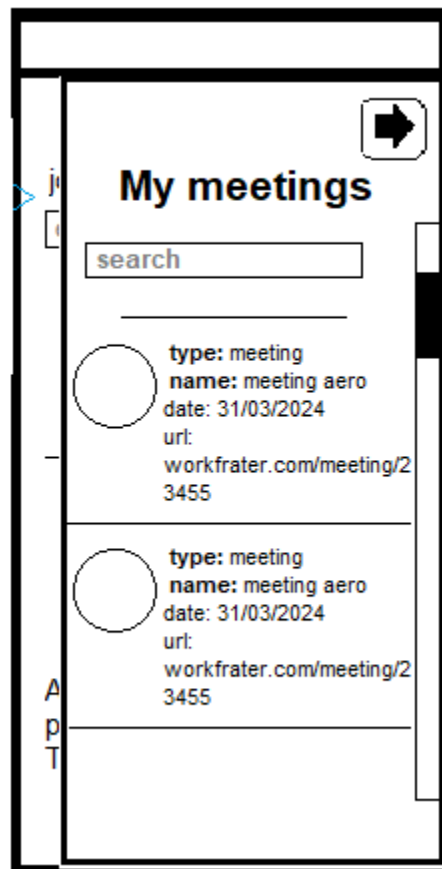 My meetings
search
type: meeting
name: meeting aero
date: 31/03/2024
url:
workfrater.com/meeting/2
3455
type: meeting
name: meeting aero
date: 31/03/2024
url:
workfrater.com/meeting/2
3455
A
p
T